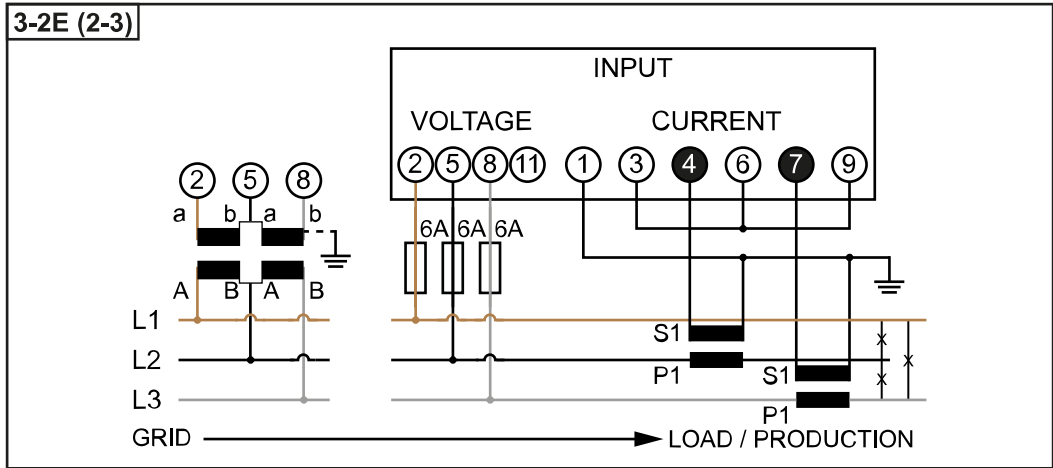 3-2E (2-3)
INPUT
VOLTAGE CURRENT
2 5 8 11 1 3 4 6 7 9
2 5 8
a b a b
6A 6A 6A
A B A B
L1
S1
L2
P1 S1
L3
P1
GRID LOAD / PRODUCTION